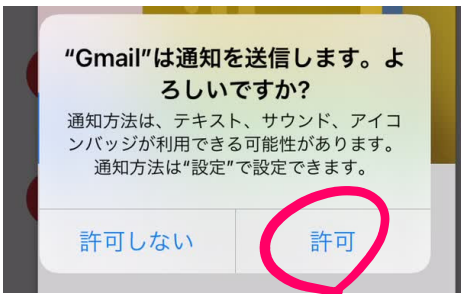 “Gmail”は通知を送信します。よ
ろしいですか?
通知方法は、テキスト、サウンド、アイコ
ンバッジが利用できる可能性があります。
通知方法は“設定”で設定できます。
許可しない
許可